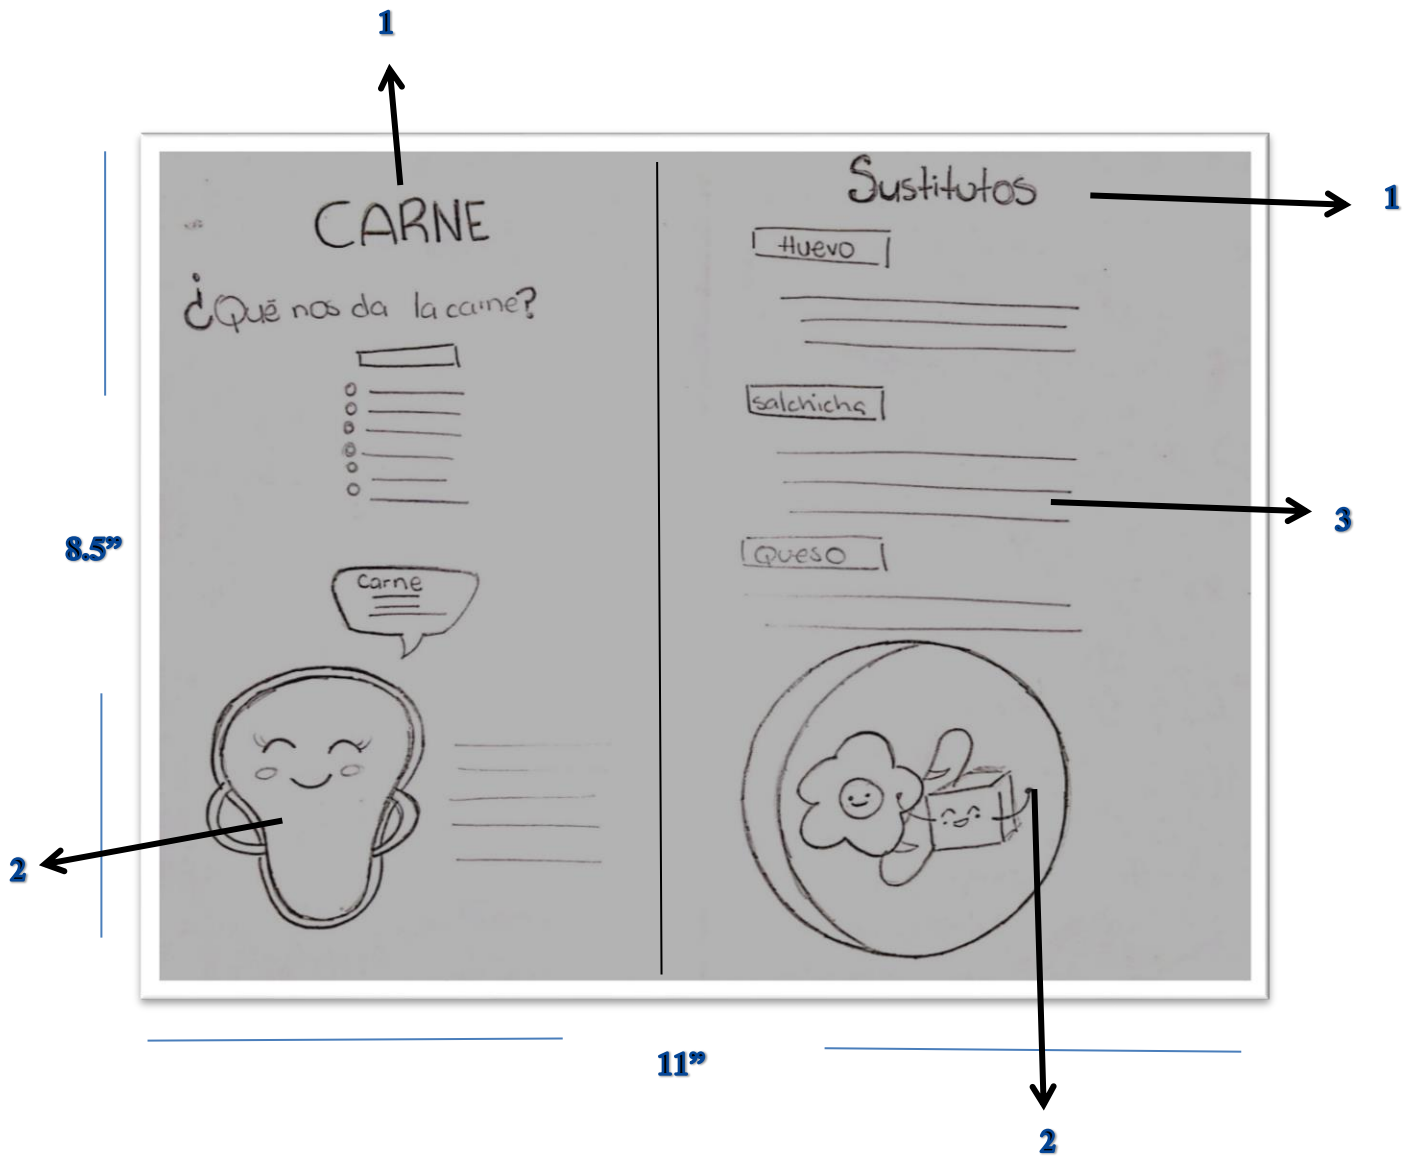 1
CARNE
¿Qué nos da la carne?
Carne
Sustitutos
1
Huevo
salchicha
3
Queso
8.5”
2
11”
2